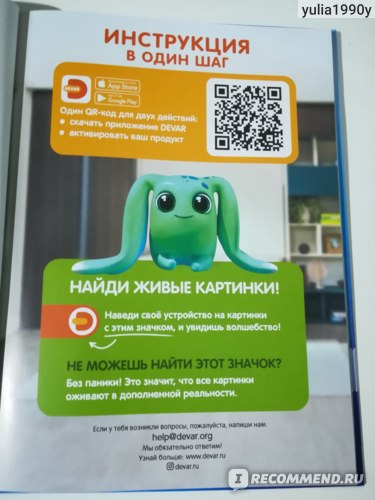 yulia1990y
ИНСТРУКЦИЯ
В ОДИН ШАГ
DEVAR
App Store
Google Play
Один QR-код для двух действий:
• скачать приложение DEVAR
• активировать ваш продукт
НАЙДИ ЖИВЫЕ КАРТИНКИ!
Наведи своё устройство на картинки
с этим значком, и увидишь волшебство!
НЕ МОЖЕШЬ НАЙТИ ЭТОТ ЗНАЧОК?
Без паники! Это значит, что все картинки
оживают в дополненной реальности.
Если у тебя возникли вопросы, пожалуйста, напиши нам:
help@devar.org
Мы обязательно ответим!
Узнай больше: www.devar.ru
devar.ru
I RECOMMEND.RU